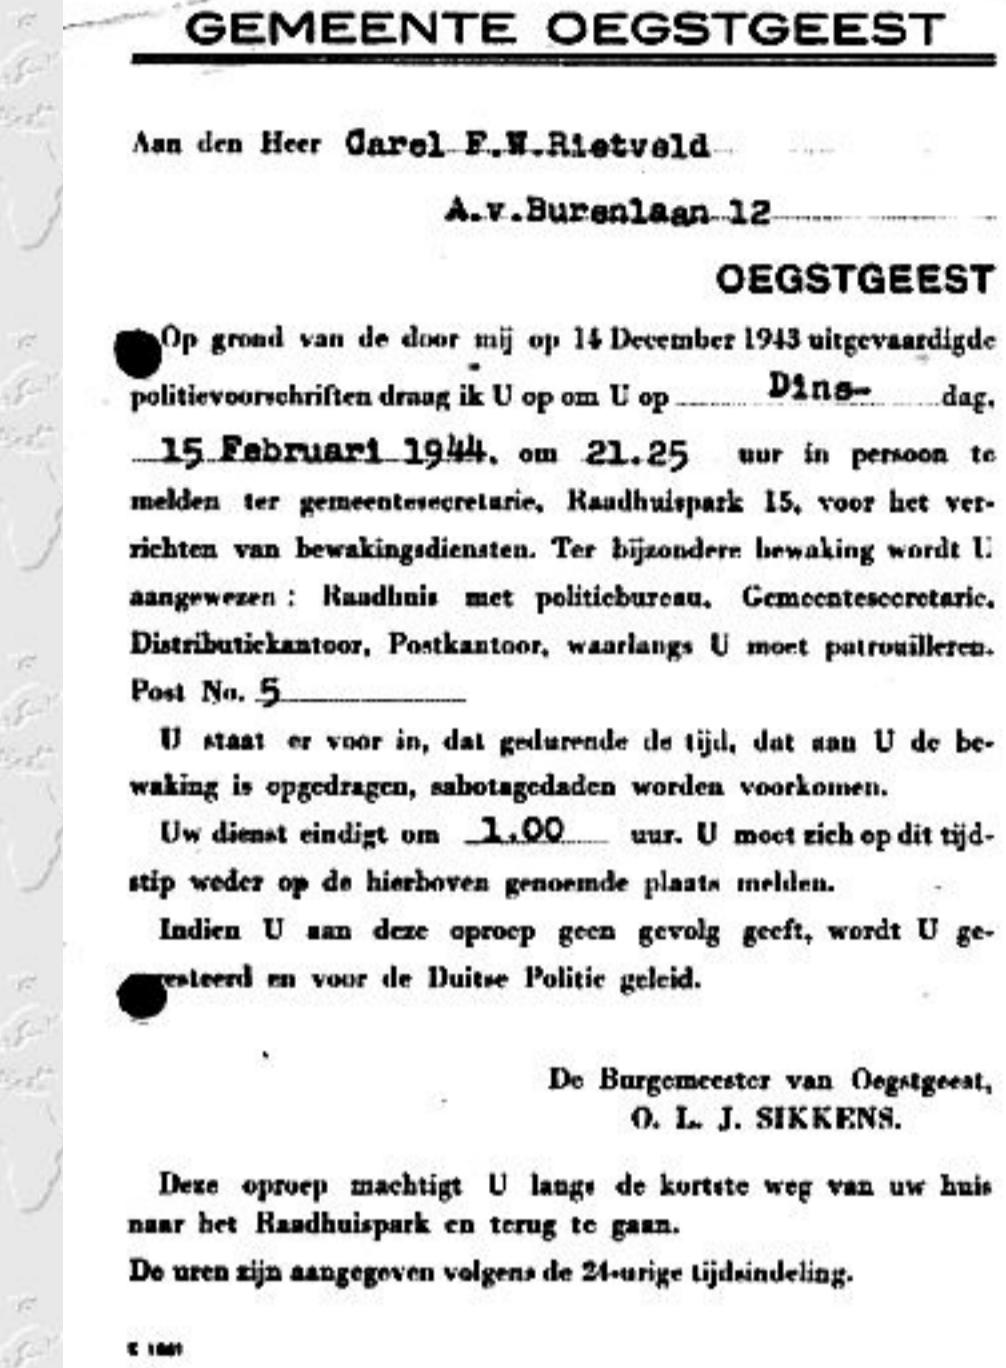 GEMEENTE OEGSTGEEST
Aan den Heer Carel F.W.Rietveld
A.v.Burenlaan 12
OEGSTGEEST
Op grond van de door mij op 14 December 1943 uitgevaardigde
politievoorschriften draag ik U op om U op Dins- dag,
15 Februari 1944, om 21.25 uur in persoon te
melden ter gemeentesecretarie, Raadhuispark 15, voor het ver-
richten van bewakingsdiensten. Ter bijzondere bewaking wordt U
aangewezen : Raadhuis met politiebureau, Gemeentesecretarie,
Distributiekantoor, Postkantoor, waarlangs U moet patrouilleren.
Post No. 5
U staat er voor in, dat gedurende de tijd, dat aan U de be-
waking is opgedragen, sabotagedaden worden voorkomen.
Uw dienst eindigt om 1.00 uur. U moet zich op dit tijd-
stip weder op de hierboven genoemde plaats melden.
Indien U aan deze oproep geen gevolg geeft, wordt U ge-
resteerd en voor de Duitse Politie geleid.
De Burgemeester van Oegstgeest,
O. L. J. SIKKENS.
Deze oproep machtigt U langs de kortste weg van uw huis
naar het Raadhuispark en terug te gaan.
De uren zijn aangegeven volgens de 24-urige tijdsindeling.